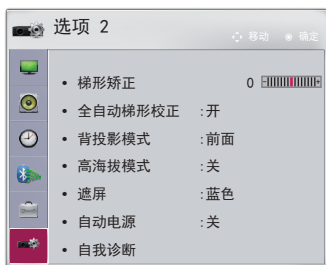 选项 2
移动 确定
• 梯形矫正 0
• 全自动梯形校正 :开
• 背投影模式 :前面
• 高海拔模式 :关
• 遮屏 :蓝色
• 自动电源 :关
• 自我诊断